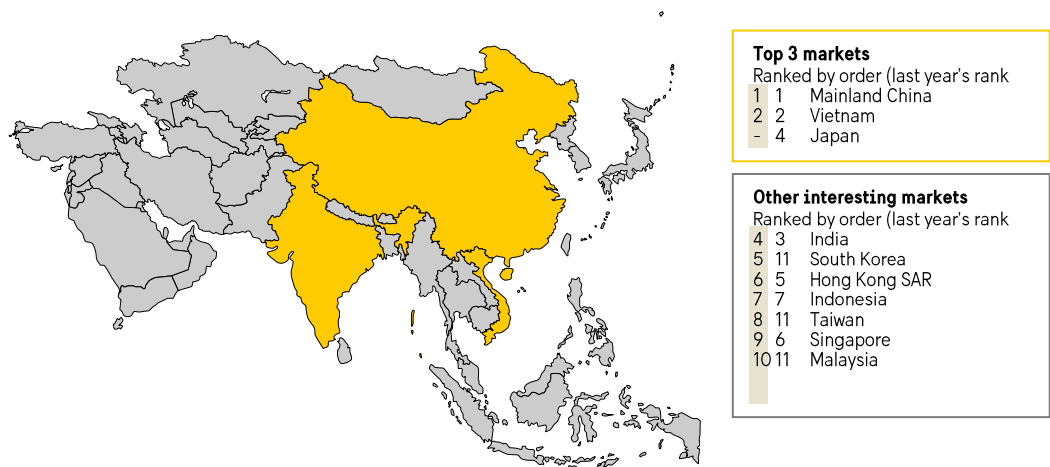 Top 3 markets
Ranked by order (last year's rank
1 1 Mainland China
2 2 Vietnam
- 4 Japan
Other interesting markets
Ranked by order (last year's rank
4 3 India
5 11 South Korea
6 5 Hong Kong SAR
7 7 Indonesia
8 11 Taiwan
9 6 Singapore
10 11 Malaysia